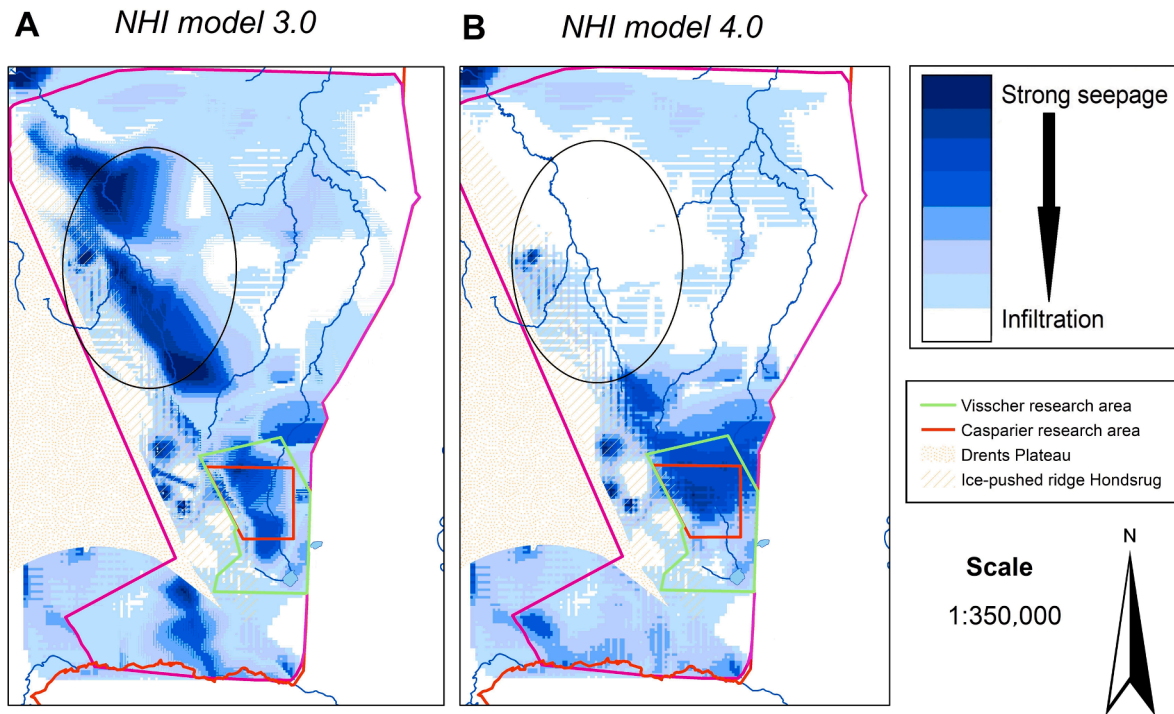 A
NHI model 3.0
B
NHI model 4.0
Strong seepage
Infiltration
Visscher research area
Casparier research area
Drents Plateau
Ice-pushed ridge Hondsrug
Scale
1:350,000
N